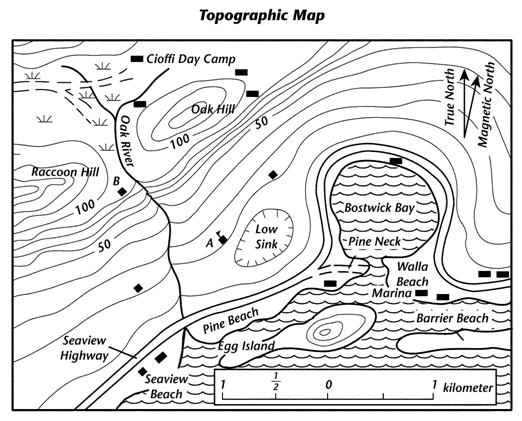 Topographic Map
Cioffi Day Camp
Oak Hill
Oak River
50
100
True North
Magnetic North
Raccoon Hill
B
100
50
A
Low
Sink
Bostwick Bay
Pine Neck
Walla
Beach
Marina
Pine Beach
Barrier Beach
Seaview
Highway
Egg Island
Seaview
Beach
1 1/2 0 1 kilometer